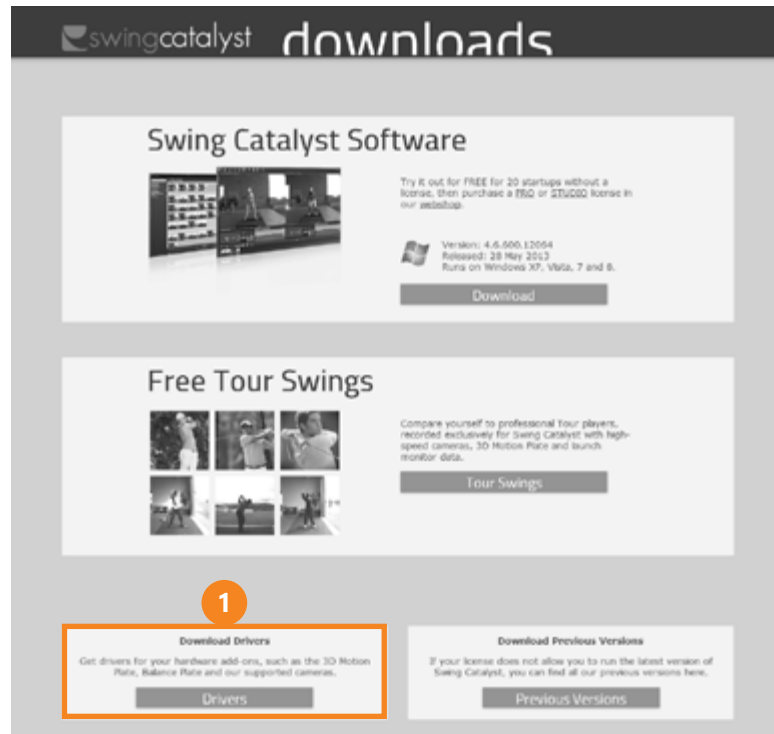 swingcatalyst downloads
Swing Catalyst Software
Try it out for FREE for 20 startups without a
license, then purchase a PRO or STUDIO license in
our webshop.
Version: 4.6.600.12064
Released: 28 May 2013
Runs on Windows XP, Vista, 7 and 8.
Download
Free Tour Swings
Compare yourself to professional Tour players,
recorded exclusively for Swing Catalyst with high-
speed cameras, 3D Motion Plate and launch
monitor data.
Tour Swings
1
Download Drivers
Get drivers for your hardware add-ons, such as the 3D Motion
Plate, Balance Plate and our supported cameras.
Drivers
Download Previous Versions
If your license does not allow you to run the latest version of
Swing Catalyst, you can find all our previous versions here.
Previous Versions